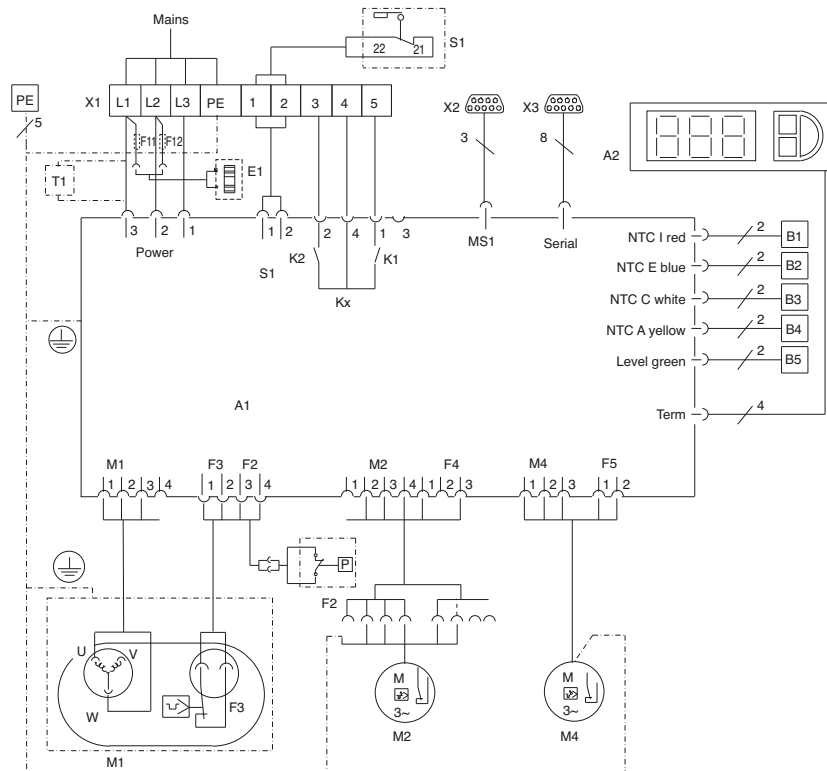 Mains
22 21 S1
PE
X1 L1 L2 L3 PE 1 2 3 4 5
X2 X3
5
F11 F12
3 8
A2
T1
E1
3 2 1 1 2 2 4 1 3
Power
S1
K2 K1
MS1 Serial
Kx
NTC I red 2 B1
NTC E blue 2 B2
NTC C white 2 B3
NTC A yellow 2 B4
Level green 2 B5
A1
Term 4
M1 F3 F2 M2 F4 M4 F5
1 2 3 4 1 2 3 4 1 2 3 4 1 2 3 1 2 3 1 2
P
F2
U V
W
F3
M
3~
M
3~
M2
M4
M1